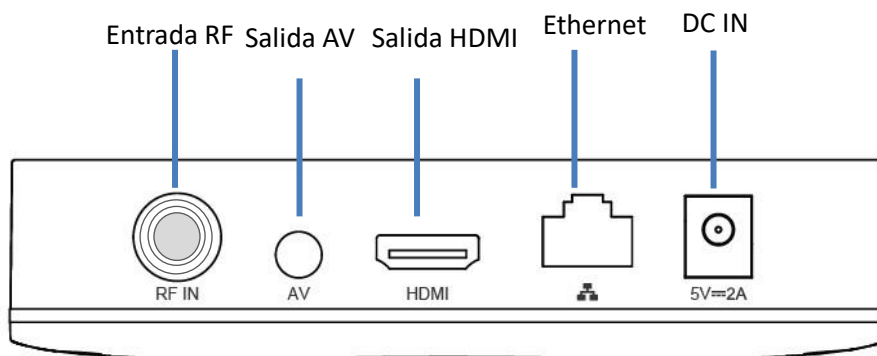 Entrada RF Salida AV Salida HDMI Ethernet DC IN
RF IN AV HDMI 5V⎓2A